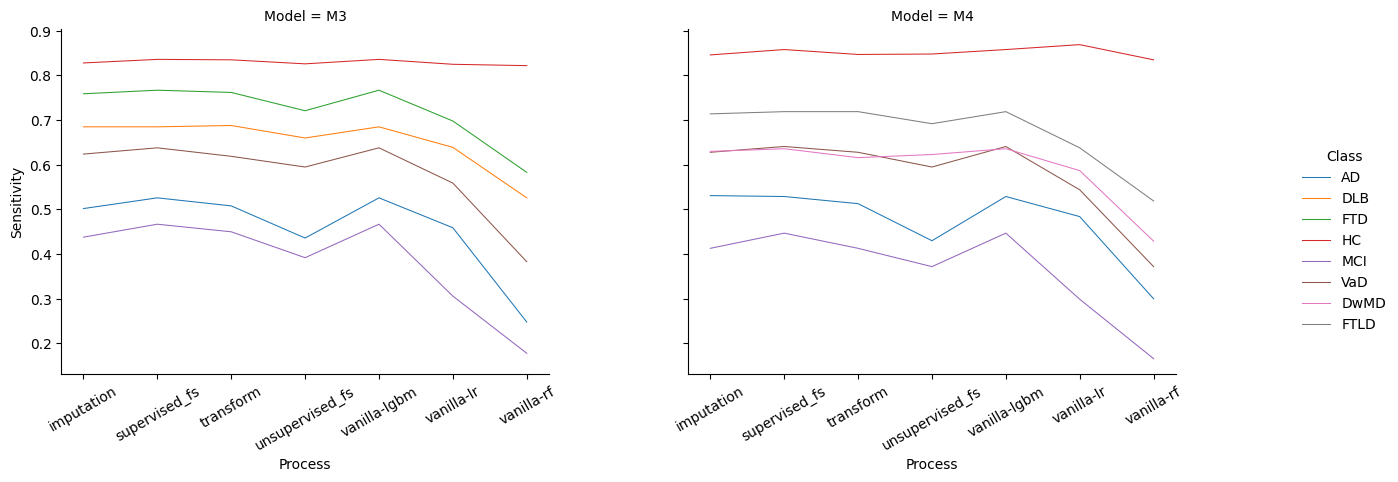 Model = M3
Model = M4
Sensitivity
0.9
0.8
0.7
0.6
0.5
0.4
0.3
0.2
imputation
supervised_fs
transform
unsupervised_fs
vanilla-lgbm
vanilla-lr
vanilla-rf
Process
imputation
supervised_fs
transform
unsupervised_fs
vanilla-lgbm
vanilla-lr
vanilla-rf
Process
Class
AD
DLB
FTD
HC
MCI
VaD
DwMD
FTLD